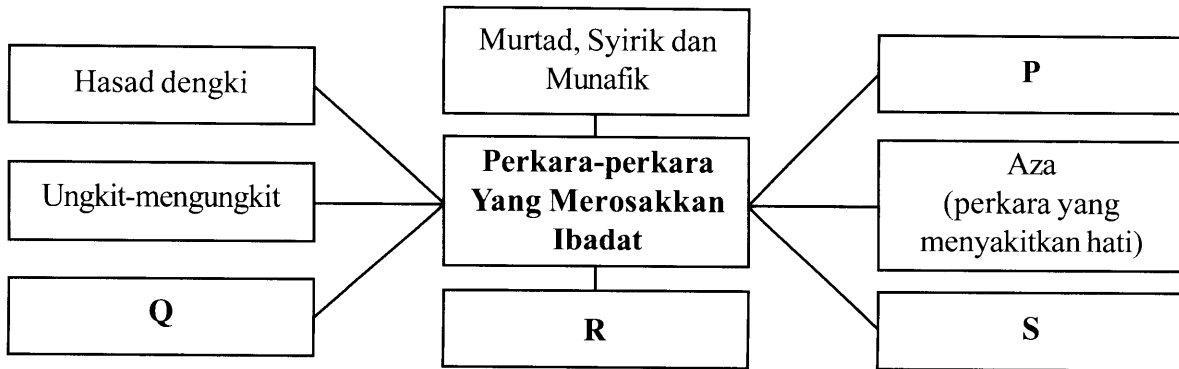 Murtad, Syirik dan
Munafik
Hasad dengki
P
Perkara-perkara
Yang Merosakkan
Ibadat
Ungkit-mengungkit
Aza
(perkara yang
menyakitkan hati)
Q
R
S